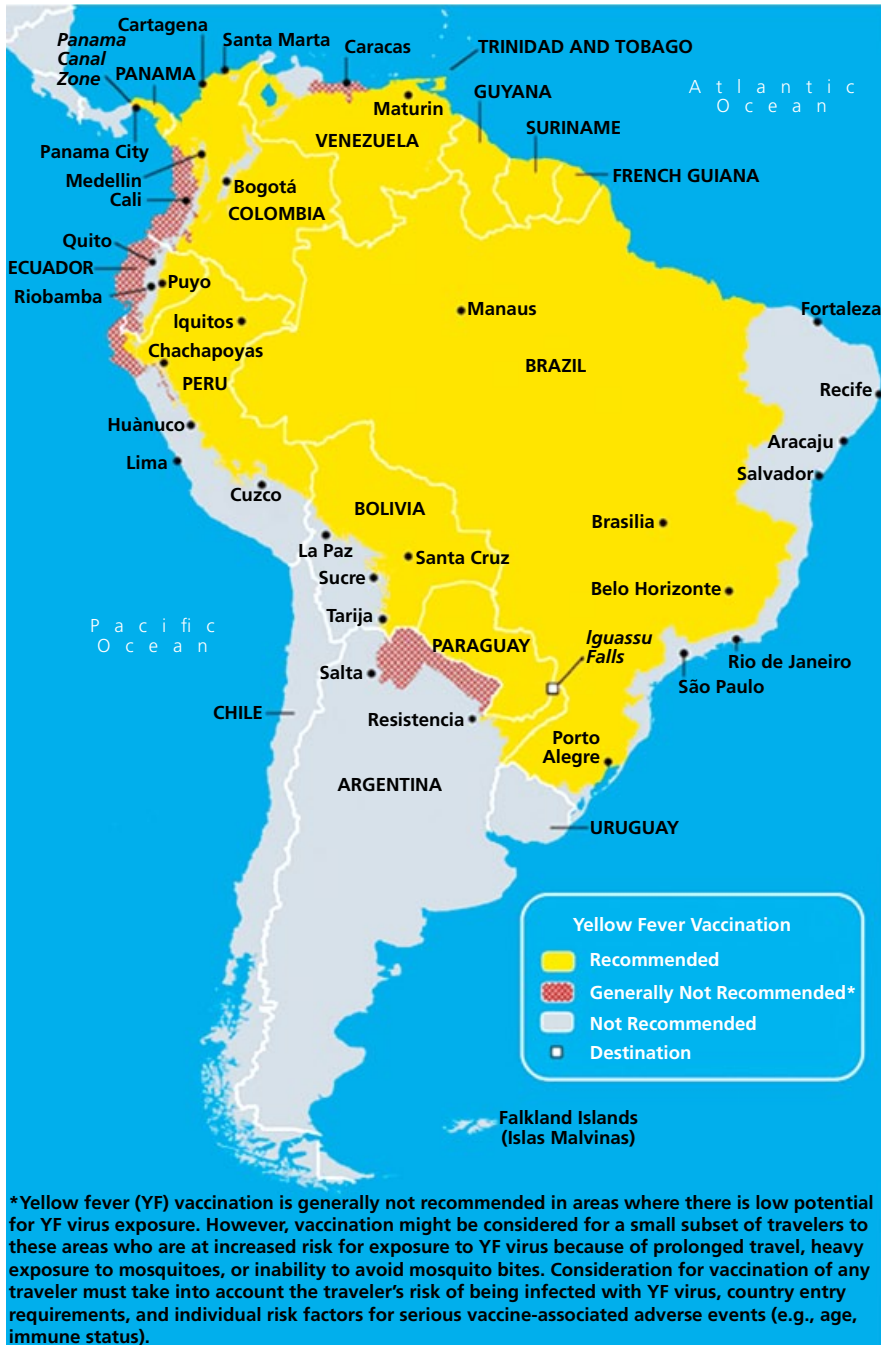 Cartagena
Panama
Canal
Zone
PANAMA
Santa Marta
Caracas
TRINIDAD AND TOBAGO
Atlantic
Ocean
Maturin
GUYANA
VENEZUELA
SURINAME
Panama City
Medellin
FRENCH GUIANA
Bogotá
Cali
COLOMBIA
Quito
ECUADOR
Puyo
Riobamba
Manaus
Fortaleza
Iquitos
Chachapoyas
BRAZIL
PERU
Recife
Huànuco
Aracaju
Lima
Salvador
Cuzco
BOLIVIA
Brasilia
La Paz
Santa Cruz
Sucre
Belo Horizonte
Tarija
Pacific
Ocean
PARAGUAY
Iguassu
Falls
Rio de Janeiro
Salta
São Paulo
CHILE
Resistencia
Porto
Alegre
ARGENTINA
URUGUAY
Yellow Fever Vaccination
Recommended
Generally Not Recommended*
Not Recommended
Destination
Falkland Islands
(Islas Malvinas)
*Yellow fever (YF) vaccination is generally not recommended in areas where there is low potential
for YF virus exposure. However, vaccination might be considered for a small subset of travelers to
these areas who are at increased risk for exposure to YF virus because of prolonged travel, heavy
exposure to mosquitoes, or inability to avoid mosquito bites. Consideration for vaccination of any
traveler must take into account the traveler's risk of being infected with YF virus, country entry
requirements, and individual risk factors for serious vaccine-associated adverse events (e.g., age,
immune status).